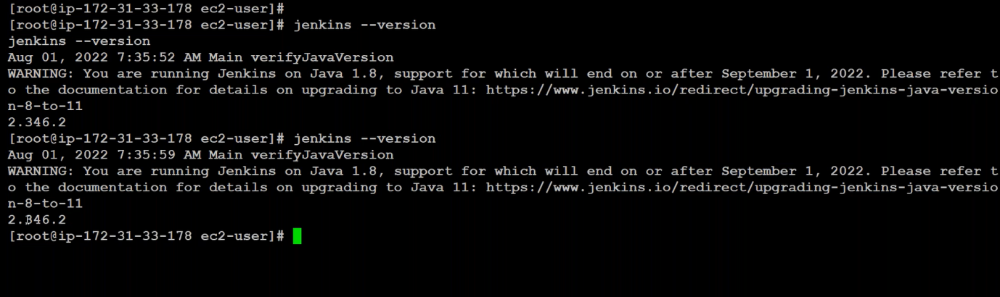 [root@ip-172-31-33-178 ec2-user]#
[root@ip-172-31-33-178 ec2-user]# jenkins --version
jenkins --version
Aug 01, 2022 7:35:52 AM Main verifyJavaVersion
WARNING: You are running Jenkins on Java 1.8, support for which will end on or after September 1, 2022. Please refer t
o the documentation for details on upgrading to Java 11: https://www.jenkins.io/redirect/upgrading-jenkins-java-versio
n-8-to-11
2.346.2
[root@ip-172-31-33-178 ec2-user]# jenkins --version
Aug 01, 2022 7:35:59 AM Main verifyJavaVersion
WARNING: You are running Jenkins on Java 1.8, support for which will end on or after September 1, 2022. Please refer t
o the documentation for details on upgrading to Java 11: https://www.jenkins.io/redirect/upgrading-jenkins-java-versio
n-8-to-11
2.346.2
[root@ip-172-31-33-178 ec2-user]#